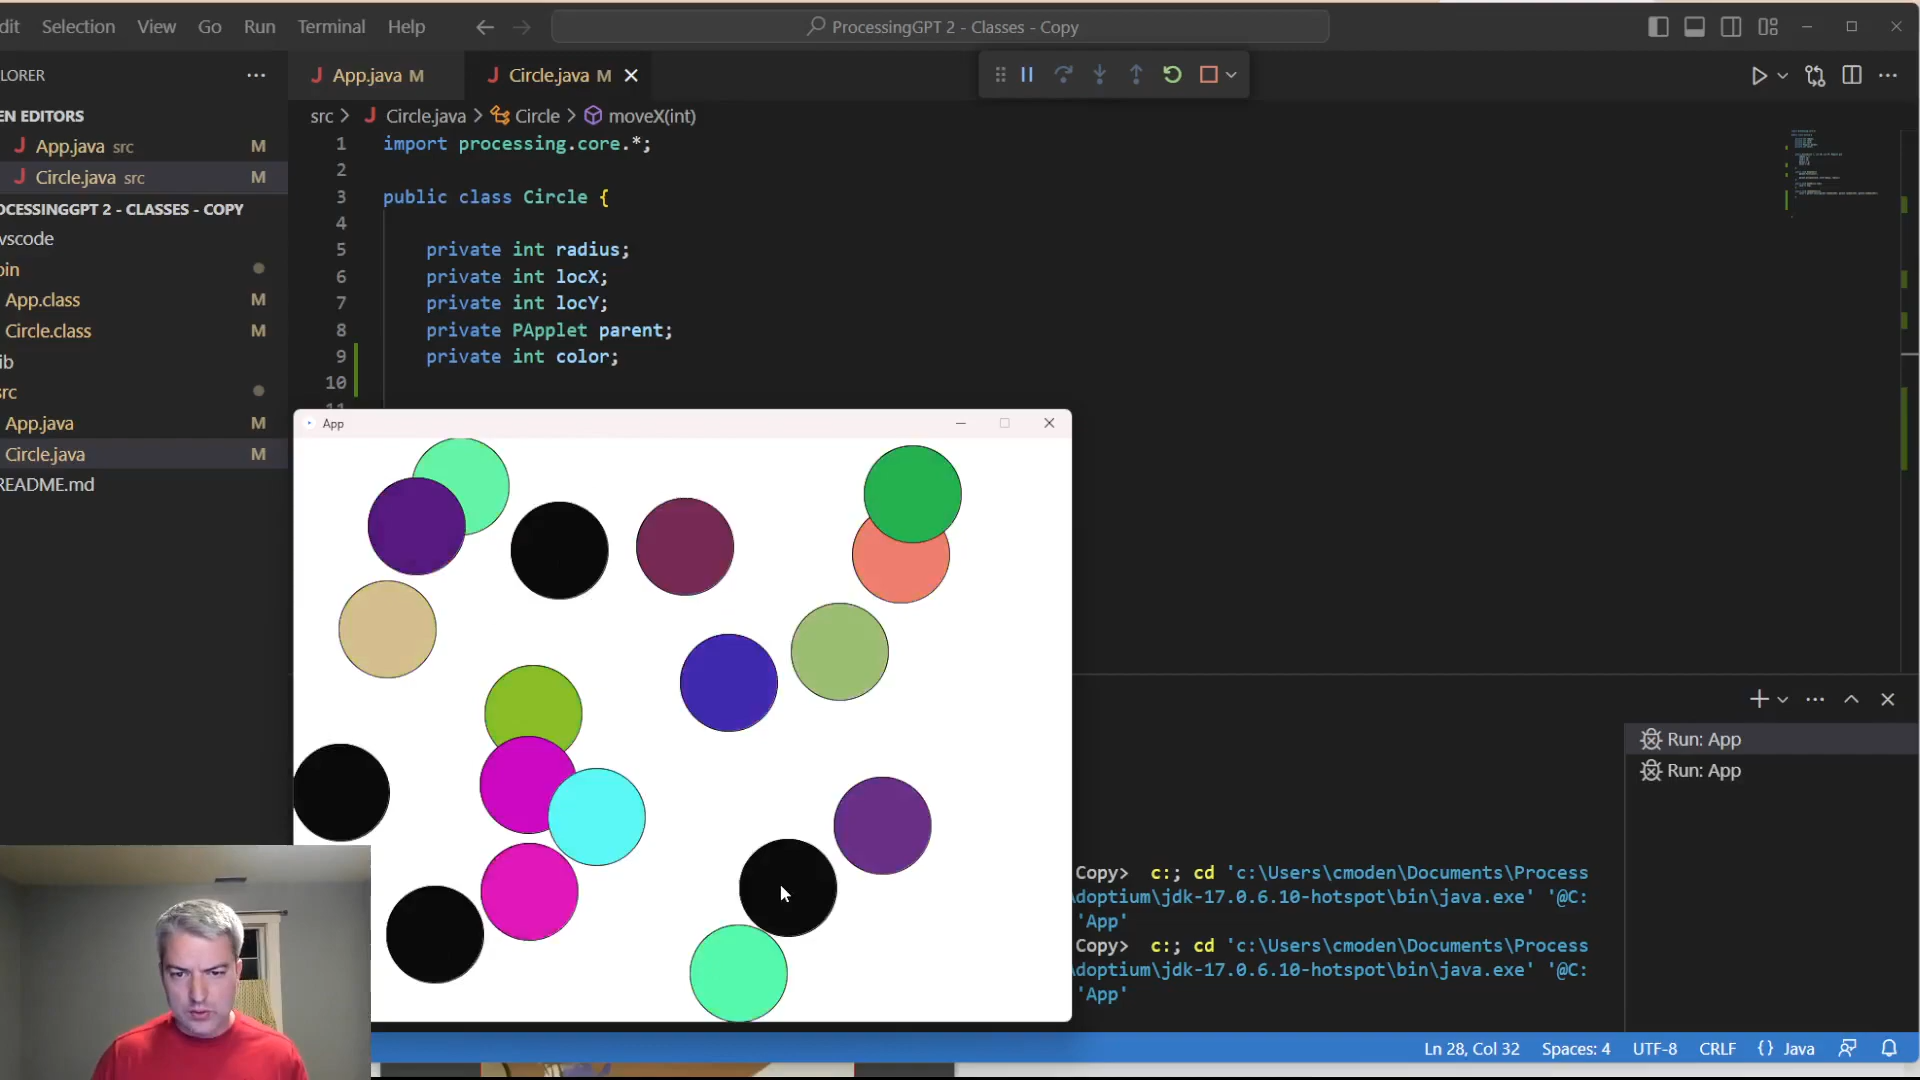 dit Selection View Go Run Terminal Help
ProcessingGPT 2 - Classes - Copy
LORER ···
App.java M
Circle.java M
EN EDITORS
App.java src M
Circle.java src M
OCESSINGGPT 2 - CLASSES - COPY
vscode
bin
App.class M
Circle.class M
ib
src
App.java M
Circle.java M
README.md
src > Circle.java > Circle > moveX(int)
1 import processing.core.*;
2
3 public class Circle {
4
5 private int radius;
6 private int locX;
7 private int locY;
8 private PApplet parent;
9 private int color;
10
11
App
Run: App
Run: App
Copy> c:; cd 'c:\Users\cmoden\Documents\Process
\doptium\jdk-17.0.6.10-hotspot\bin\java.exe' '@C:
'App'
Copy> c:; cd 'c:\Users\cmoden\Documents\Process
\doptium\jdk-17.0.6.10-hotspot\bin\java.exe' '@C:
'App'
Ln 28, Col 32 Spaces: 4 UTF-8 CRLF {} Java